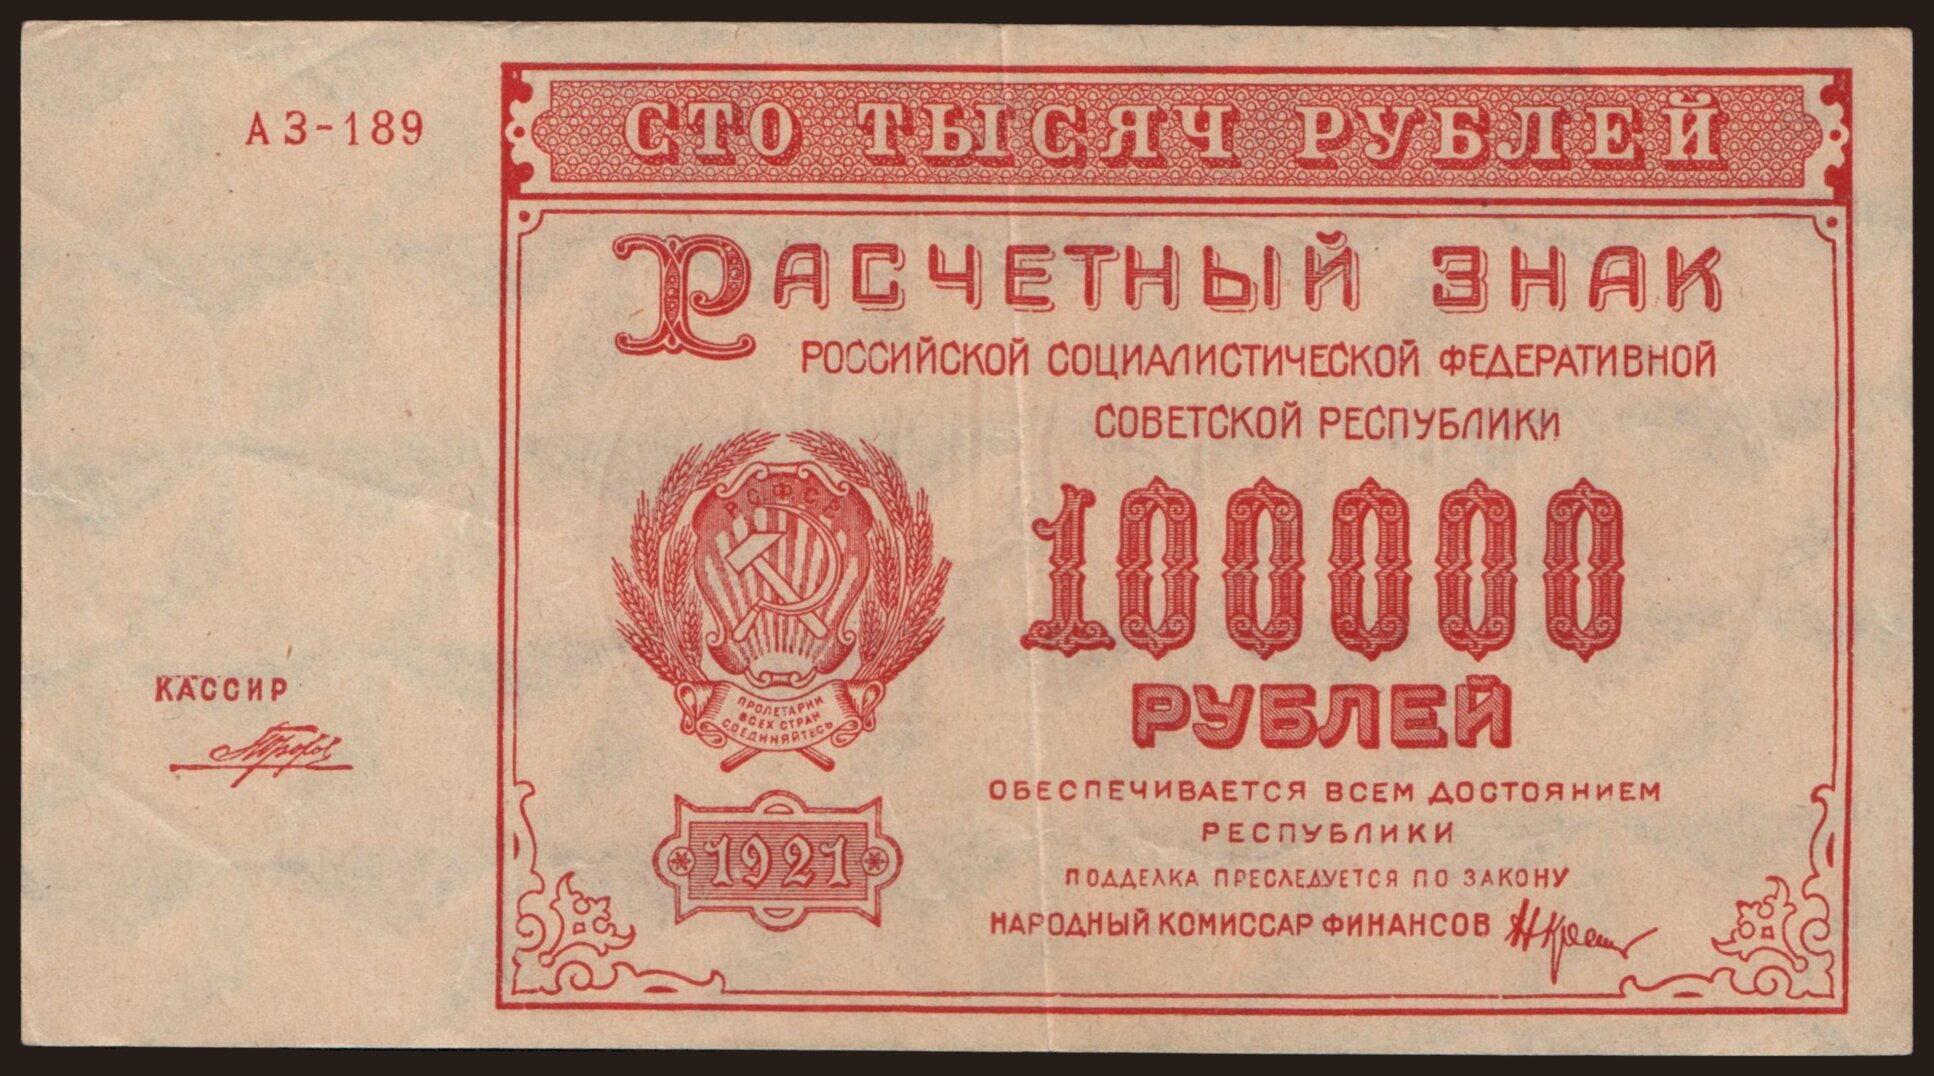 АЗ-189
СТО ТЫСЯЧ РУБЛЕЙ
РАСЧЕТНЫЙ ЗНАК
РОССИЙСКОЙ СОЦИАЛИСТИЧЕСКОЙ ФЕДЕРАТИВНОЙ
СОВЕТСКОЙ РЕСПУБЛИКИ
Р С Ф С Р
100000
РУБЛЕЙ
КАССИР
ПРОЛЕТАРИИ
ВСЕХ СТРАН
СОЕДИНЯЙТЕСЬ
1921
ОБЕСПЕЧИВАЕТСЯ ВСЕМ ДОСТОЯНИЕМ
РЕСПУБЛИКИ
ПОДДЕЛКА ПРЕСЛЕДУЕТСЯ ПО ЗАКОНУ
НАРОДНЫЙ КОМИССАР ФИНАНСОВ